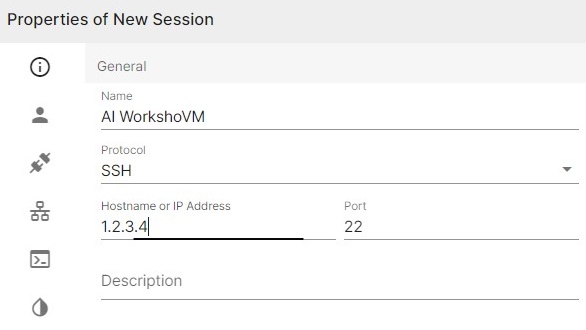 Properties of New Session
General
Name
AI WorkshoVM
Protocol
SSH
Hostname or IP Address
Port
1.2.3.4
22
Description